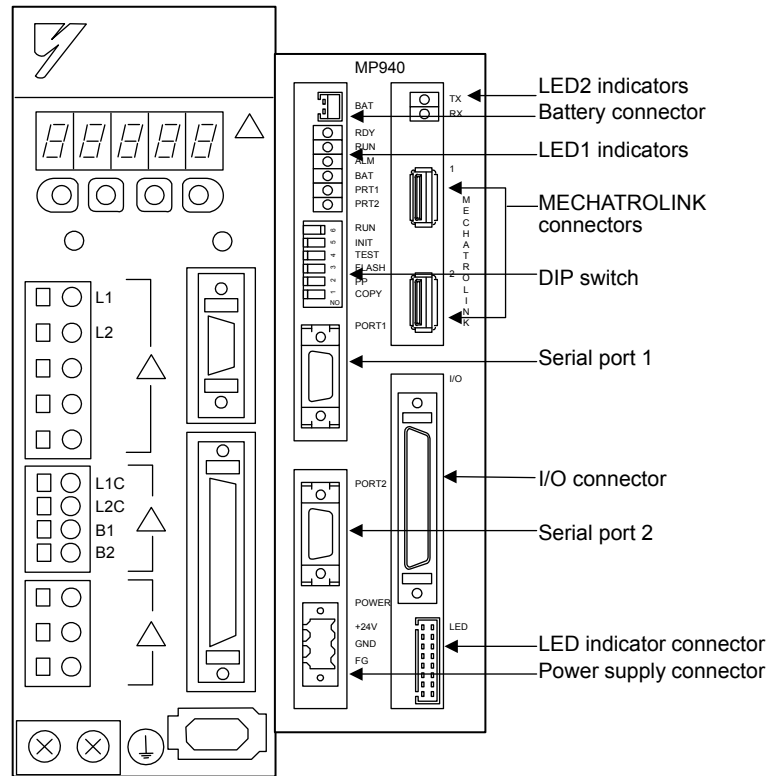 MP940
BAT
RDY
RUN
ALM
BAT
PRT1
PRT2
6 RUN
5 INIT
4 TEST
3 FLASH
2 PP
1 COPY
NO
PORT1
PORT2
POWER
+24V
GND
FG
TX
RX
1
MECHATROLINK
2
I/O
LED
L1
L2
L1C
L2C
B1
B2
LED2 indicators
Battery connector
LED1 indicators
MECHATROLINK
connectors
DIP switch
Serial port 1
I/O connector
Serial port 2
LED indicator connector
Power supply connector